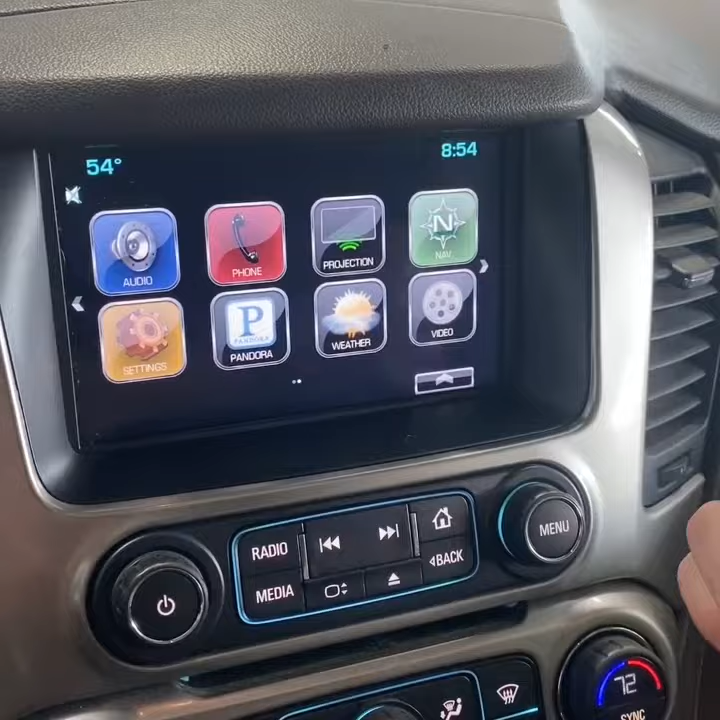 54° 8:54
AUDIO PHONE PROJECTION N NAV
SETTINGS P PANDORA PANDORA WEATHER VIDEO
RADIO MENU
MEDIA BACK
72
SYNC